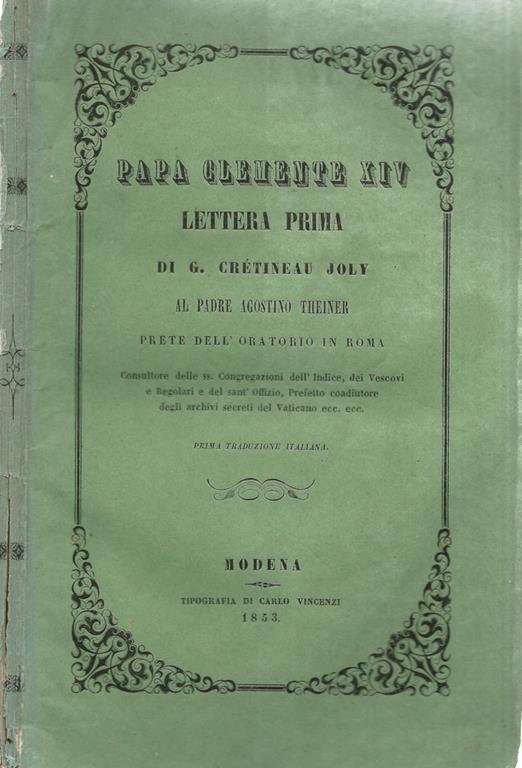 PAPA CLEMENTE XIV
LETTERA PRIMA
DI G. CRÉTINEAU JOLY
AL PADRE AGOSTINO THEINER
PRETE DELL' ORATORIO IN ROMA
Consultore delle ss. Congregazioni dell' Indice, dei Vescovi
e Regolari e del sant' Offizio, Prefetto coadiutore
degli archivi secreti del Vaticano ecc. ecc.
PRIMA TRADUZIONE ITALIANA.
MODENA
TIPOGRAFIA DI CARLO VINCENZI
1853.